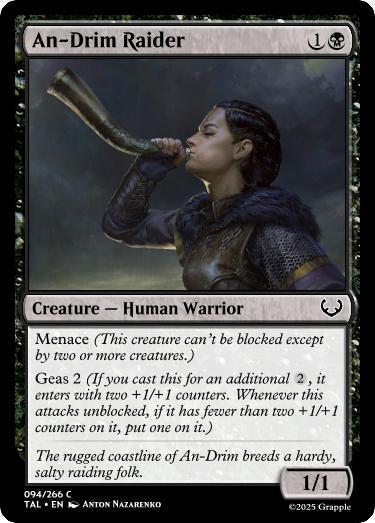 An-Drim Raider
1
Creature — Human Warrior
Menace (This creature can't be blocked except
by two or more creatures.)
Geas 2 (If you cast this for an additional 2, it
enters with two +1/+1 counters. Whenever this
attacks unblocked, if it has fewer than two +1/+1
counters on it, put one on it.)
The rugged coastline of An-Drim breeds a hardy,
salty raiding folk.
1/1
094/266 C
TAL • EN Anton Nazarenko
©2025 Grapple